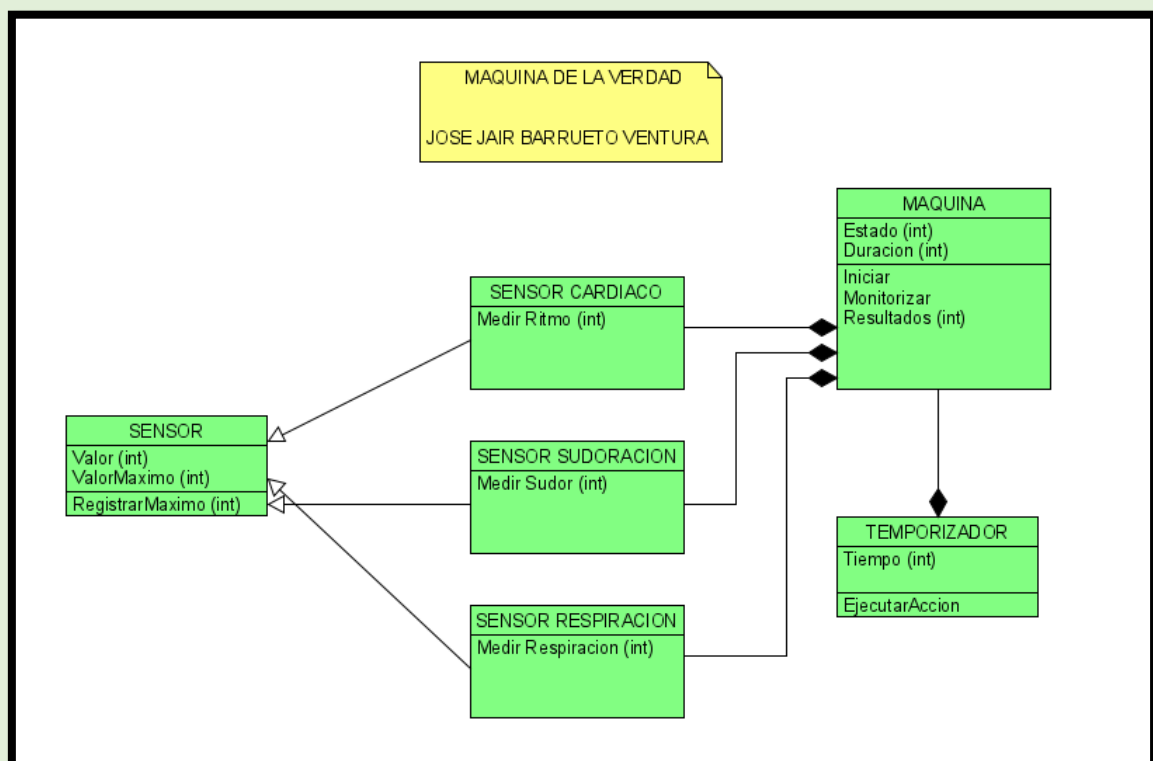 MAQUINA DE LA VERDAD
JOSE JAIR BARRUETO VENTURA
MAQUINA
Estado (int)
Duracion (int)
Iniciar
Monitorizar
Resultados (int)
SENSOR CARDIACO
Medir Ritmo (int)
SENSOR
Valor (int)
ValorMaximo (int)
RegistrarMaximo (int)
SENSOR SUDORACION
Medir Sudor (int)
TEMPORIZADOR
Tiempo (int)
EjecutarAccion
SENSOR RESPIRACION
Medir Respiracion (int)